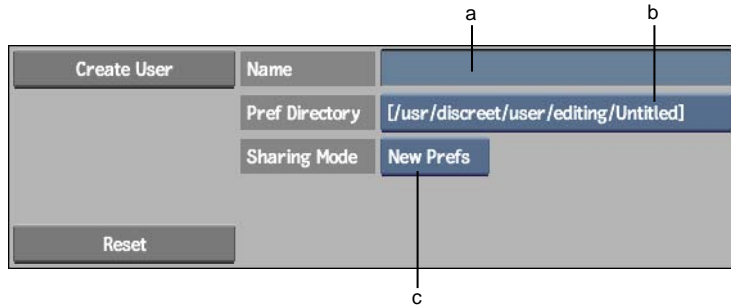 a b
Create User Name
Pref Directory [/usr/discreet/user/editing/Untitled]
Sharing Mode New Prefs
Reset
c